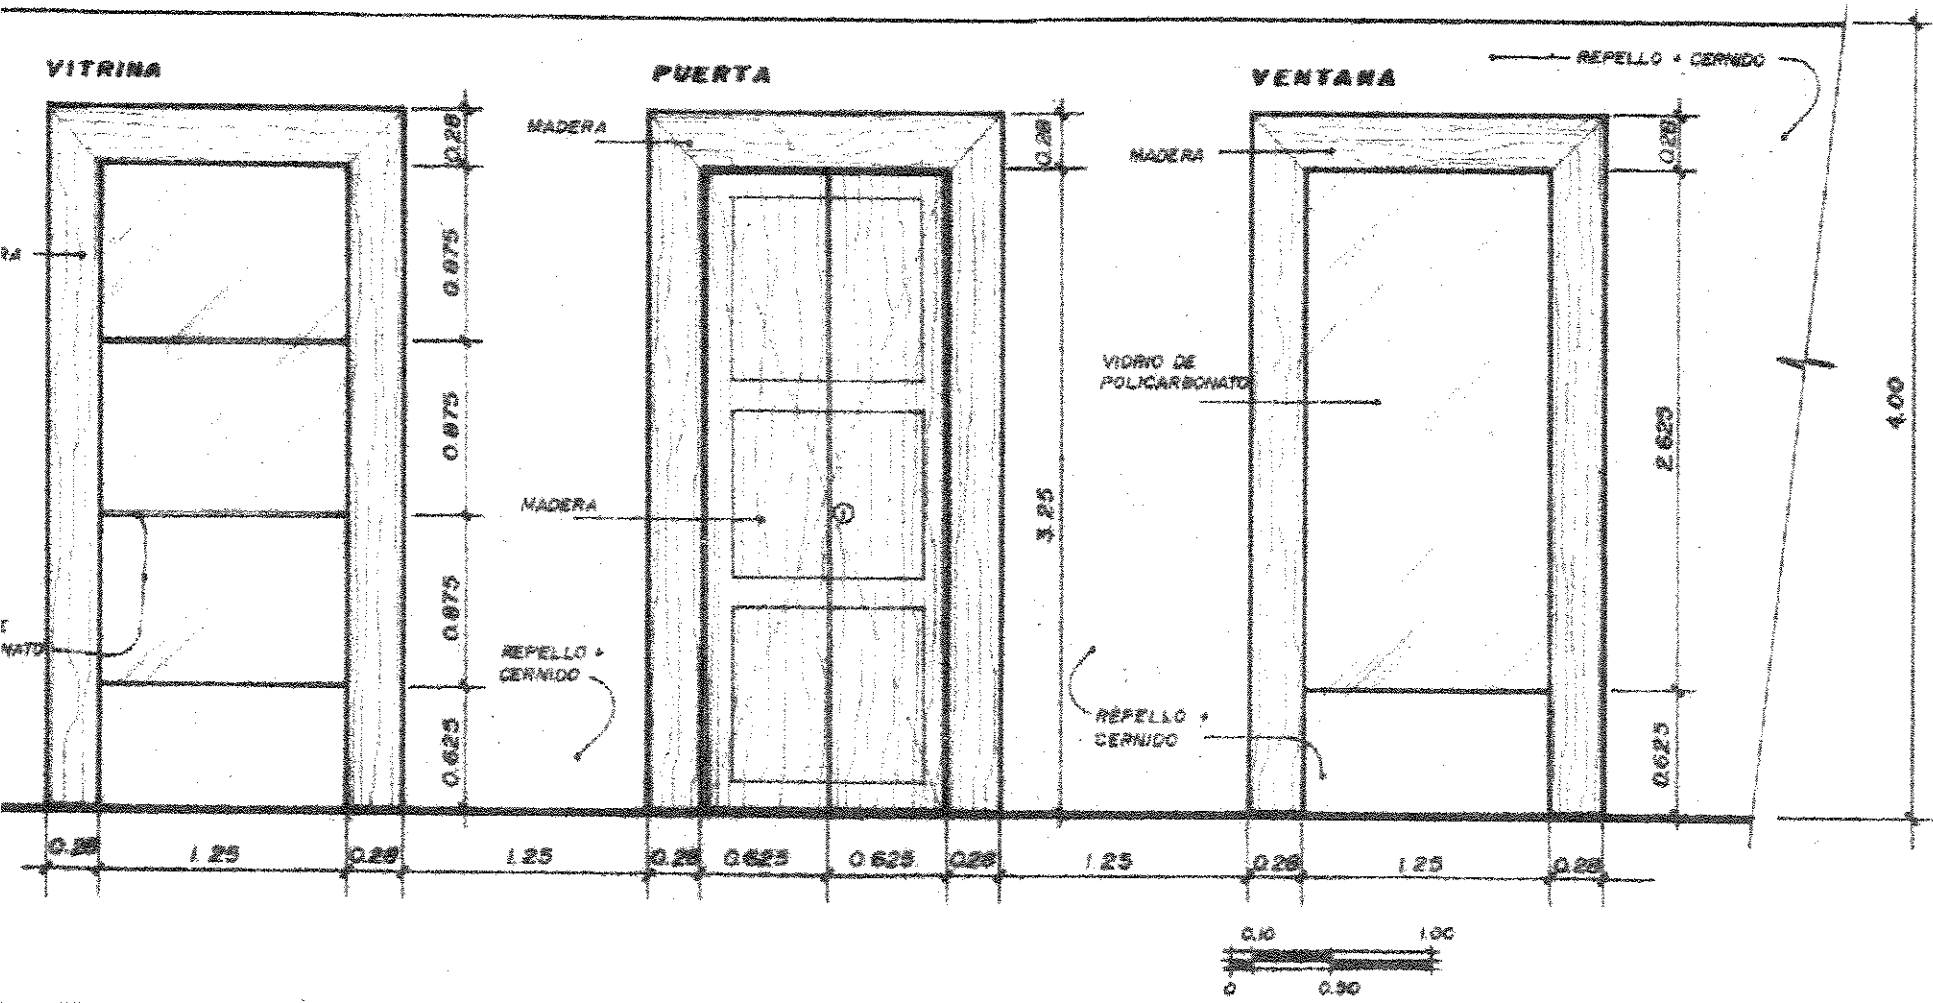 VITRINA
PUERTA
VENTANA
REPELLO + CERNIDO
0.28
MADERA
0.28
MADERA
0.28
RA
0.875
VIDRIO DE
POLICARBONATO
4.00
0.875
2.625
MADERA
3.25
0.875
NATO
REPELLO +
CERNIDO
REPELLO +
CERNIDO
0.625
0.625
0.28
1.25
0.28
1.25
0.28
0.625
0.625
0.28
1.25
0.28
1.25
0.28
0.10
1.00
0
0.50